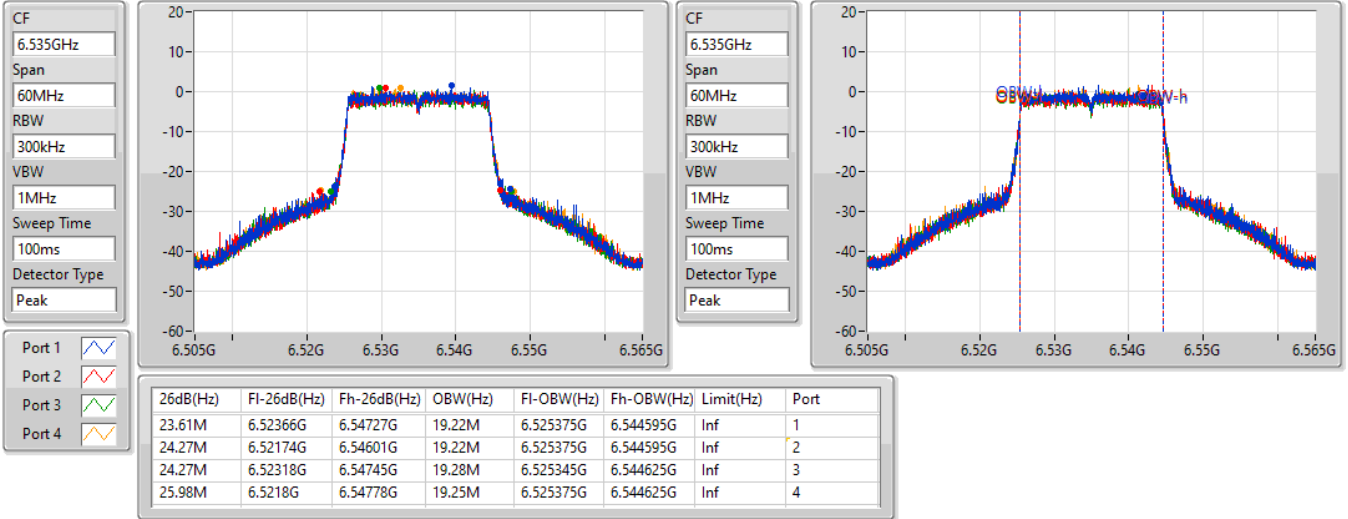 CF
6.535GHz
Span
60MHz
RBW
300kHz
VBW
1MHz
Sweep Time
100ms
Detector Type
Peak
20
10
0
-10
-20
-30
-40
-50
-60
6.505G 6.52G 6.53G 6.54G 6.55G 6.565G
CF
6.535GHz
Span
60MHz
RBW
300kHz
VBW
1MHz
Sweep Time
100ms
Detector Type
Peak
20
10
0
-10
-20
-30
-40
-50
-60
6.505G 6.52G 6.53G 6.54G 6.55G 6.565G
Port 1
Port 2
Port 3
Port 4
26dB(Hz) Fl-26dB(Hz) Fh-26dB(Hz) OBW(Hz) Fl-OBW(Hz) Fh-OBW(Hz) Limit(Hz) Port
23.61M 6.52366G 6.54727G 19.22M 6.525375G 6.544595G Inf 1
24.27M 6.52174G 6.54601G 19.22M 6.525375G 6.544595G Inf 2
24.27M 6.52318G 6.54745G 19.28M 6.525345G 6.544625G Inf 3
25.98M 6.5218G 6.54778G 19.25M 6.525375G 6.544625G Inf 4